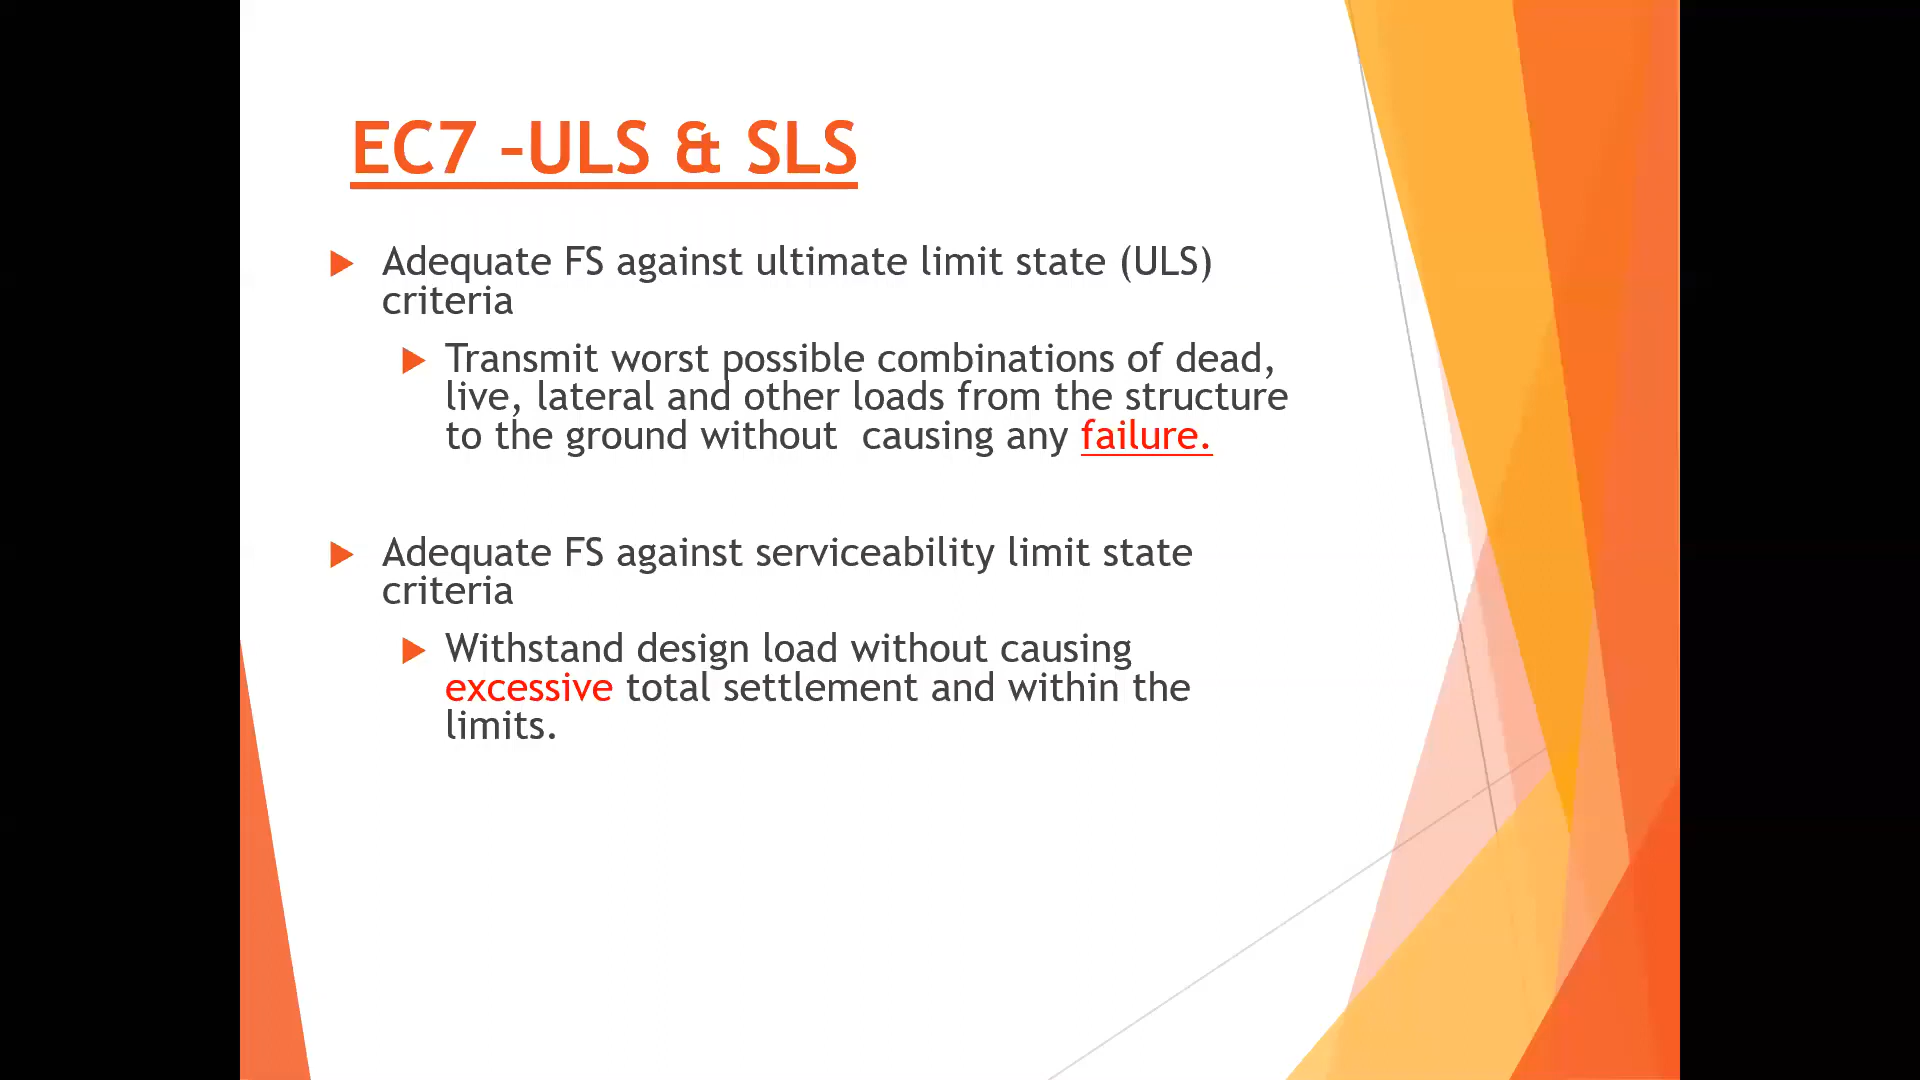 EC7 –ULS & SLS
Adequate FS against ultimate limit state (ULS)
criteria
Transmit worst possible combinations of dead,
live, lateral and other loads from the structure
to the ground without causing any failure.
Adequate FS against serviceability limit state
criteria
Withstand design load without causing
excessive total settlement and within the
limits.